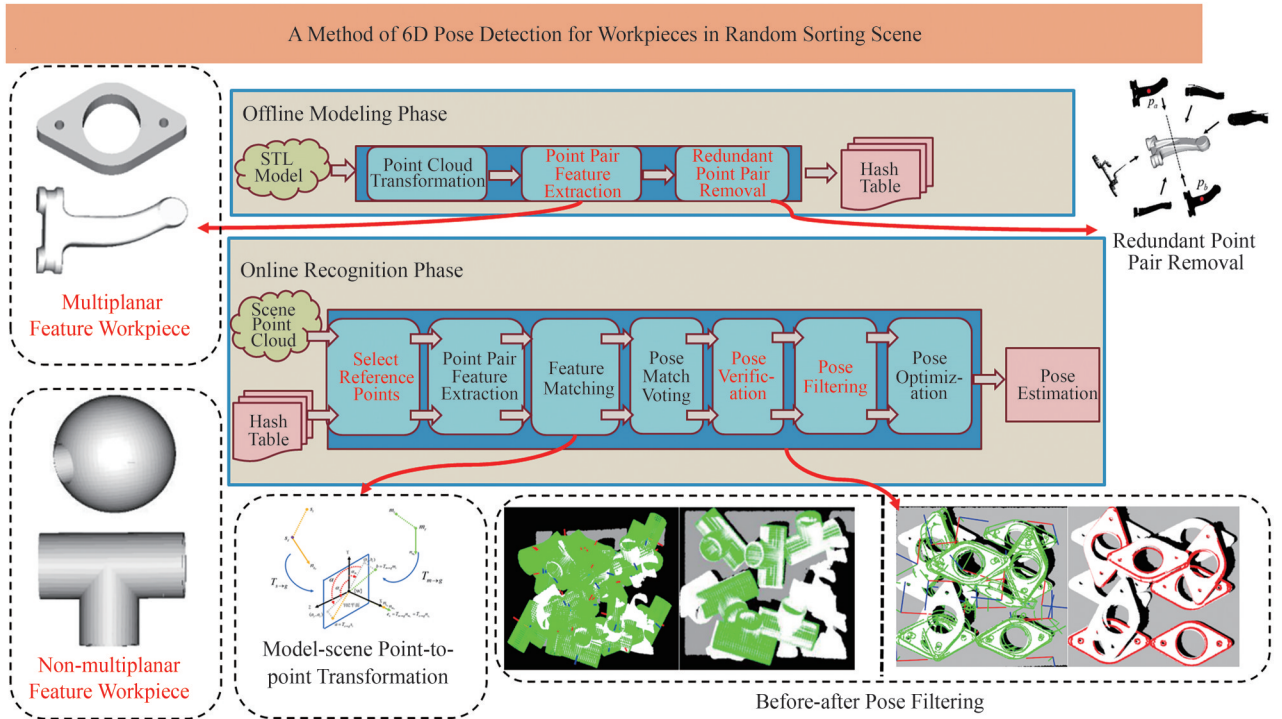 A Method of 6D Pose Detection for Workpieces in Random Sorting Scene
Offline Modeling Phase
STL
Model
Point Cloud
Transformation
Point Pair
Feature
Extraction
Redundant
Point Pair
Removal
Hash
Table
Multiplanar
Feature Workpiece
Pa
Pb
Redundant Point
Pair Removal
Online Recognition Phase
Scene
Point
Cloud
Hash
Table
Select
Reference
Points
Point Pair
Feature
Extraction
Feature
Matching
Pose
Match
Voting
Pose
Verific-
ation
Pose
Filtering
Pose
Optimiz-
ation
Pose
Estimation
Non-multiplanar
Feature Workpiece
Ts→g
Tm→g
Model-scene Point-to-
point Transformation
Before-after Pose Filtering